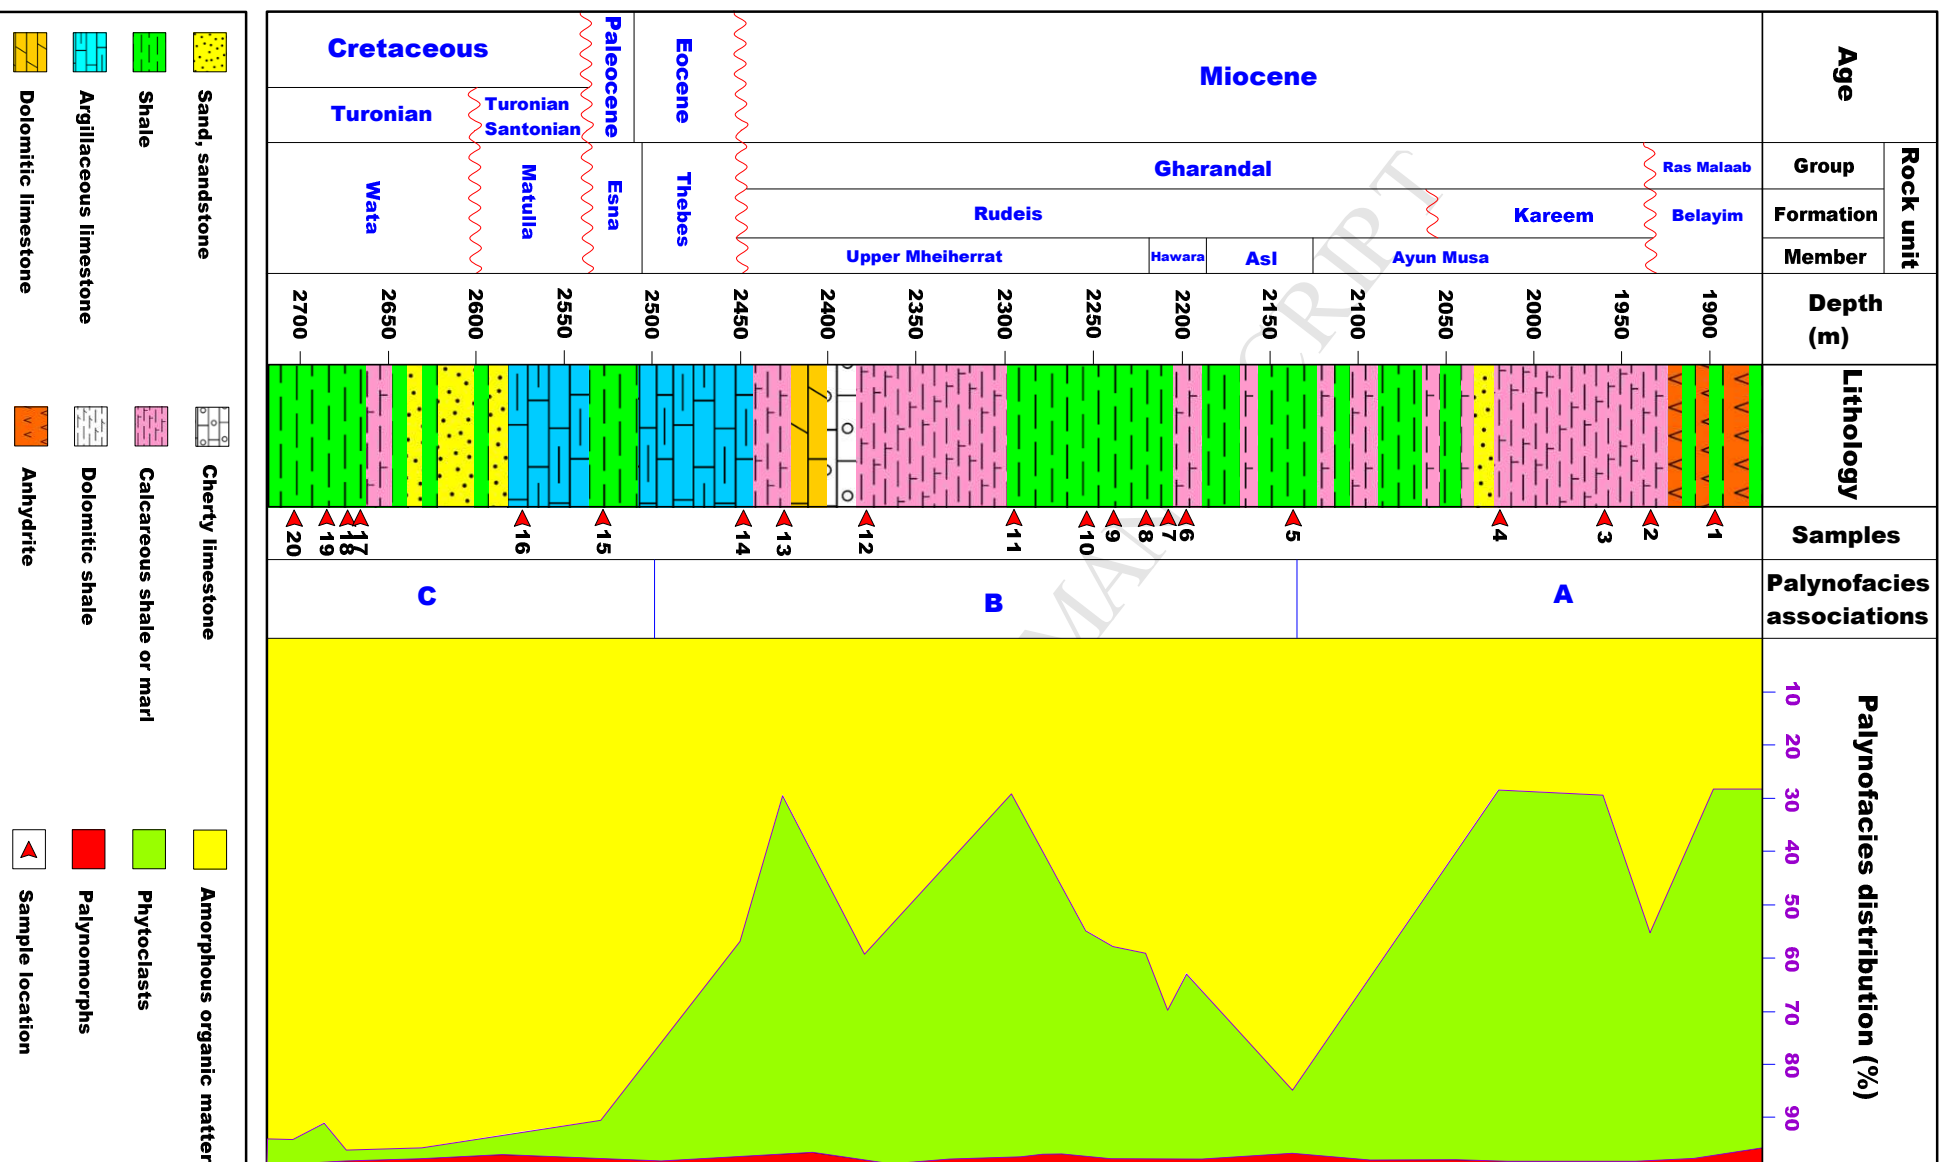 Age
Miocene
Eocene
Paleocene
Cretaceous
Turonian
Santonian
Turonian
Rock unit
Group
Ras Malaab
Gharandal
Formation
Belayim
Kareem
Rudeis
Thebes
Esna
Matulla
Wata
Member
Ayun Musa
Asl
Hawara
Upper Mheiherrat
Depth
(m)
1900
1950
2000
2050
2100
2150
2200
2250
2300
2350
2400
2450
2500
2550
2600
2650
2700
Lithology
Samples
1
2
3
4
5
6
7
8
9
10
11
12
13
14
15
16
17
18
19
20
Palynofacies
associations
A
B
C
Palynofacies distribution (%)
10
20
30
40
50
60
70
80
90
Sand, sandstone
Shale
Argillaceous limestone
Dolomitic limestone
Cherty limestone
Calcareous shale or marl
Dolomitic shale
Anhydrite
Amorphous organic matter
Phytoclasts
Palynomorphs
Sample location
MAN
CRIPT